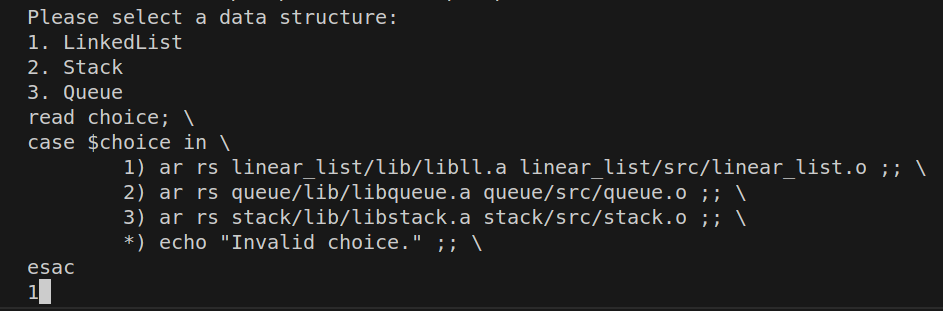 Please select a data structure:
1. LinkedList
2. Stack
3. Queue
read choice; \
case $choice in \
        1) ar rs linear_list/lib/libll.a linear_list/src/linear_list.o ;; \
        2) ar rs queue/lib/libqueue.a queue/src/queue.o ;; \
        3) ar rs stack/lib/libstack.a stack/src/stack.o ;; \
        *) echo "Invalid choice." ;; \
esac
1